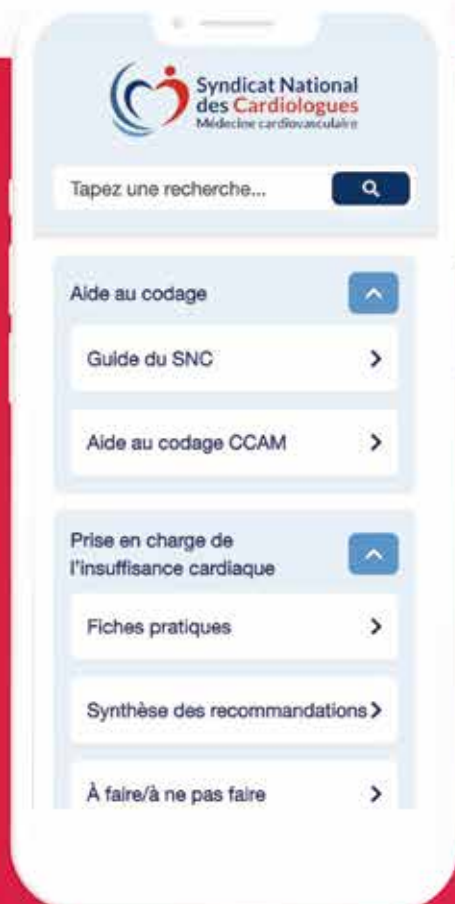 Syndicat National
des Cardiologues
Médecine cardiovasculaire
Tapez une recherche...
Aide au codage
Guide du SNC
Aide au codage CCAM
Prise en charge de
l'insuffisance cardiaque
Fiches pratiques
Synthèse des recommandations
À faire/à ne pas faire